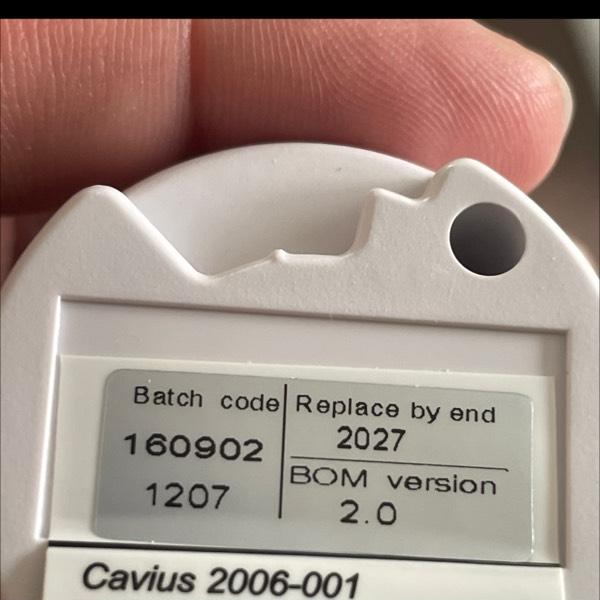 Batch code
160902
1207
Replace by end
2027
BOM version
2.0
Cavius 2006-001